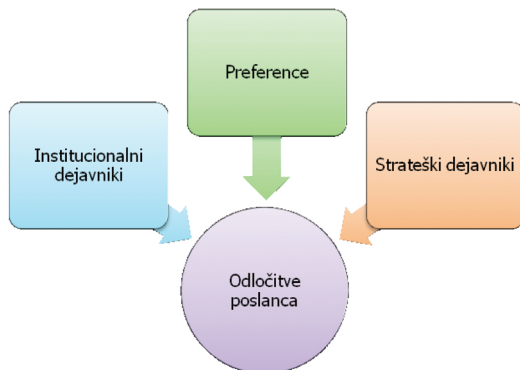 Preference
Institucionalni
dejavniki
Strateški dejavniki
Odločitve
poslanca